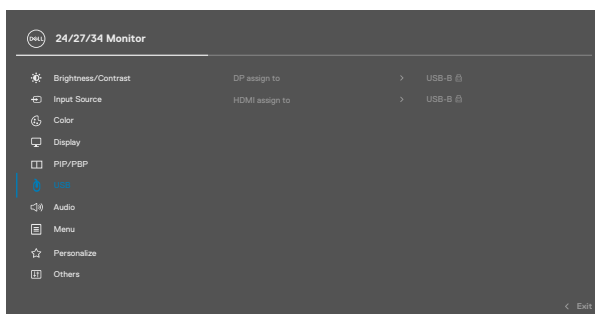 DELL 24/27/34 Monitor
Brightness/Contrast DP assign to > USB-B
Input Source HDMI assign to > USB-B
Color
Display
PIP/PBP
USB
Audio
Menu
Personalize
Others
< Exit